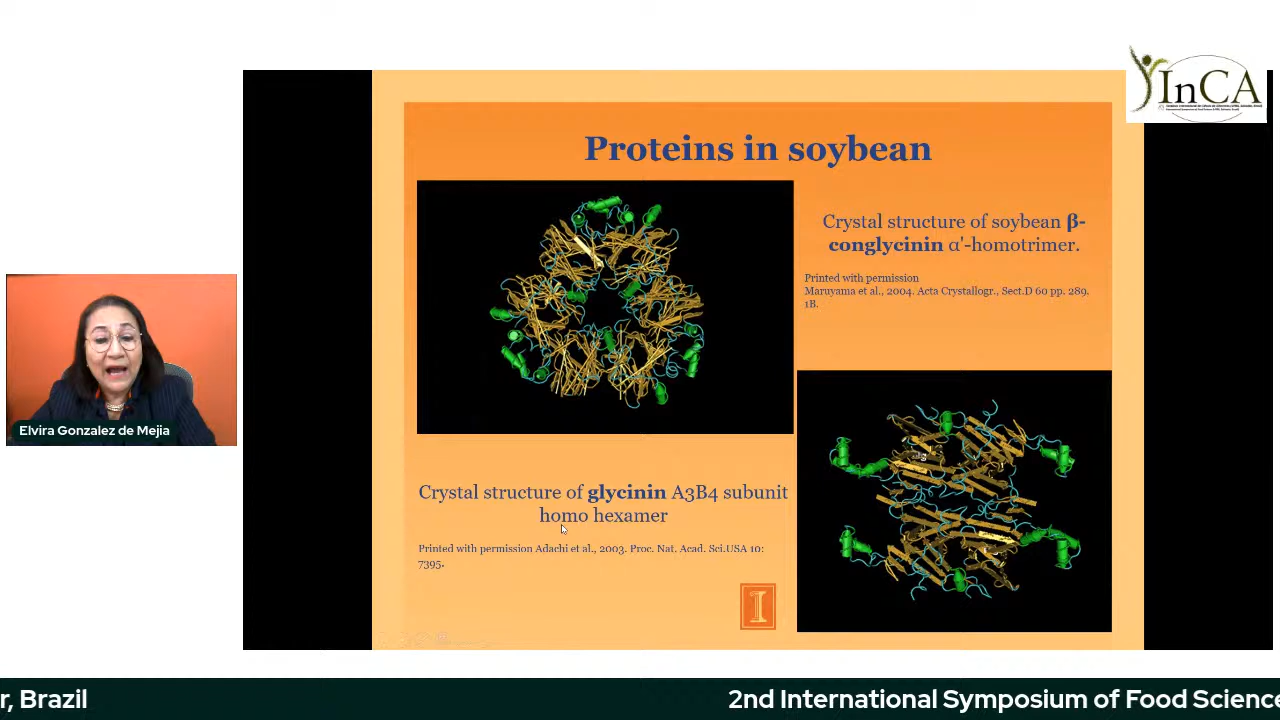 InCA
Proteins in soybean
Crystal structure of soybean β-
conglycinin α'-homotrimer.
Printed with permission
Maruyama et al., 2004. Acta Crystallogr., Sect.D 60 pp. 289.
1B.
Elvira Gonzalez de Mejia
Crystal structure of glycinin A3B4 subunit
homo hexamer
Printed with permission Adachi et al., 2003. Proc. Nat. Acad. Sci.USA 10:
7395.
I
r, Brazil
2nd International Symposium of Food Science